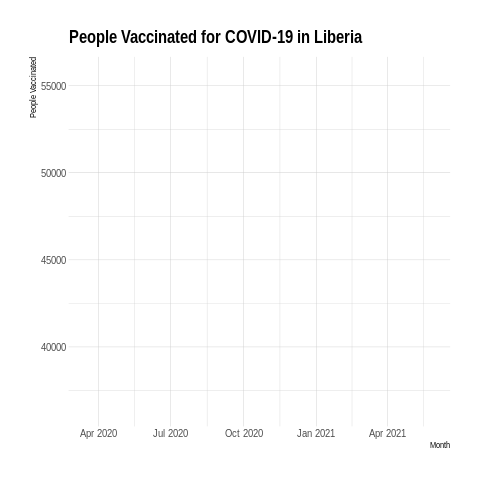 People Vaccinated for COVID-19 in Liberia
People Vaccinated
55000
50000
45000
40000
Apr 2020 Jul 2020 Oct 2020 Jan 2021 Apr 2021
Month